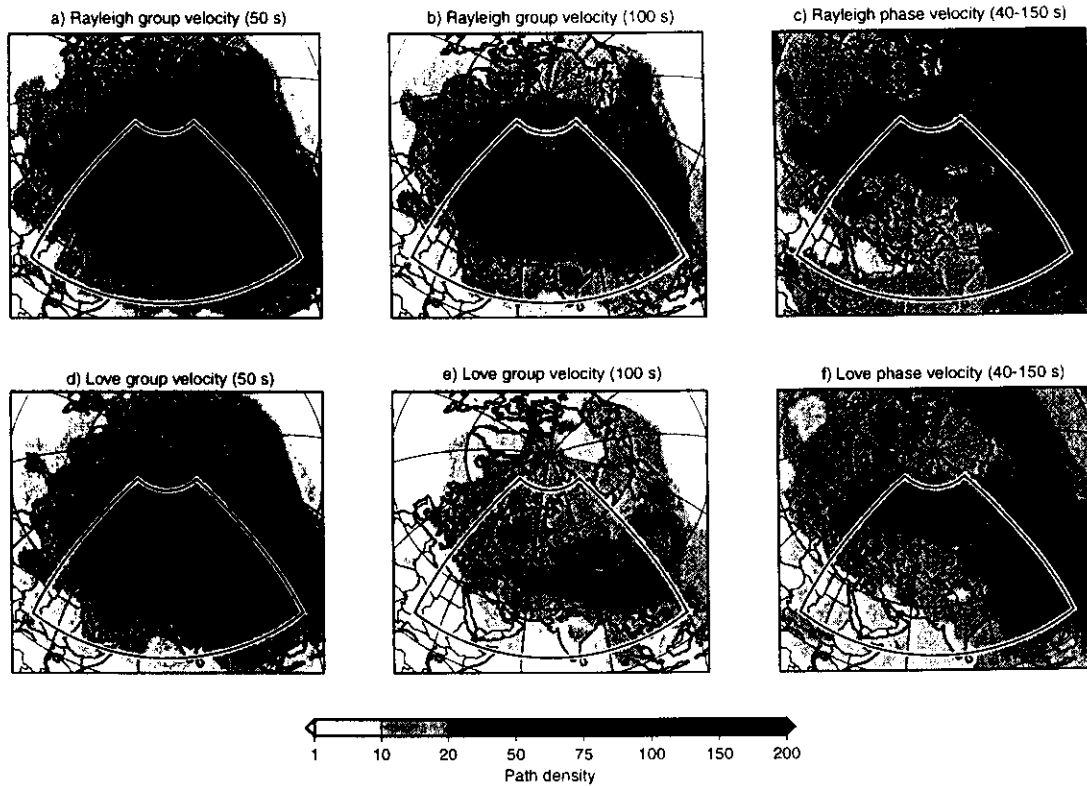 a) Rayleigh group velocity (50 s)
b) Rayleigh group velocity (100 s)
c) Rayleigh phase velocity (40-150 s)
d) Love group velocity (50 s)
e) Love group velocity (100 s)
f) Love phase velocity (40-150 s)
1 10 20 50 75 100 150 200
Path density